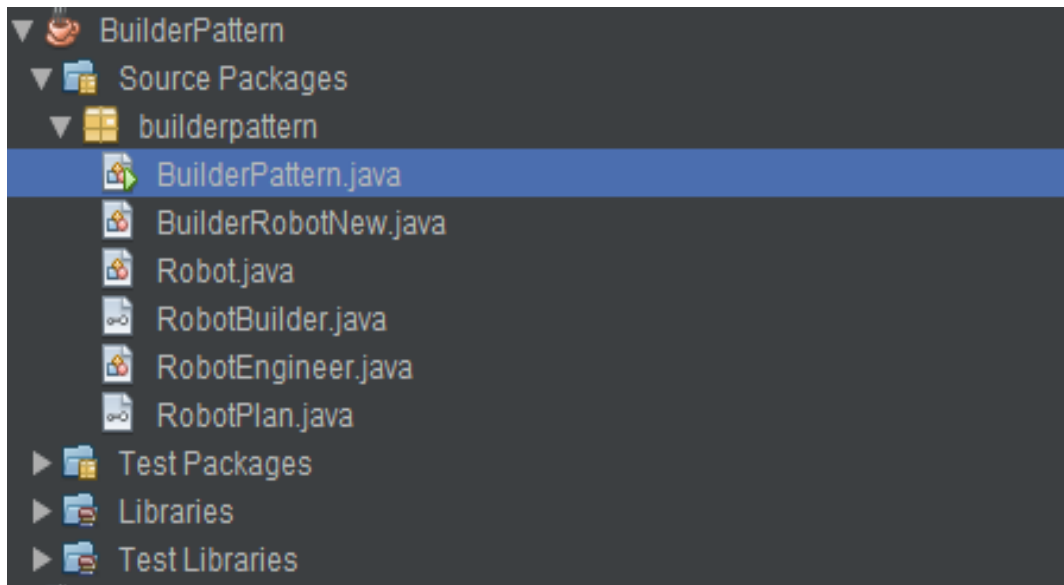 BuilderPattern
Source Packages
builderpattern
BuilderPattern.java
BuilderRobotNew.java
Robot.java
RobotBuilder.java
RobotEngineer.java
RobotPlan.java
Test Packages
Libraries
Test Libraries